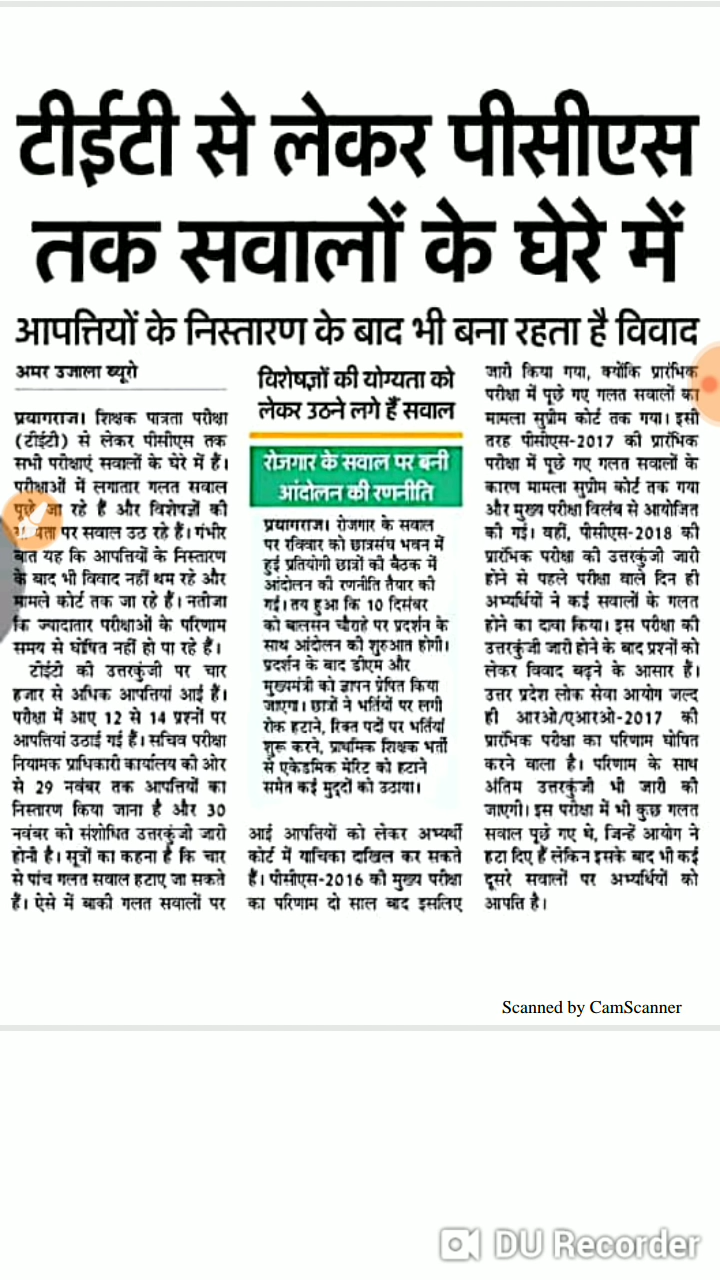 टीईटी से लेकर पीसीएस
तक सवालों के घेरे में
आपत्तियों के निस्तारण के बाद भी बना रहता है विवाद
अमर उजाला ब्यूरो
प्रयागराज। शिक्षक पात्रता परीक्षा
(टीईटी) से लेकर पीसीएस तक
सभी परीक्षाएं सवालों के घेरे में हैं।
परीक्षाओं में लगातार गलत सवाल
पूछे जा रहे हैं और विशेषज्ञों की
पर सवाल उठ रहे हैं। गंभीर
बात यह कि आपत्तियों के निस्तारण
के बाद भी विवाद नहीं थम रहे और
मामले कोर्ट तक जा रहे हैं। नतीजा
कि ज्यादातर परीक्षाओं के परिणाम
समय से घोषित नहीं हो पा रहे हैं।
टीईटी की उत्तरकुंजी पर चार
हजार से अधिक आपत्तियां आई हैं।
परीक्षा में आए 12 से 14 प्रश्नों पर
आपत्तियां उठाई गई हैं। सचिव परीक्षा
नियामक प्राधिकारी कार्यालय की ओर
से 29 नवंबर तक आपत्तियों का
निस्तारण किया जाना है और 30
नवंबर को संशोधित उत्तरकुंजी जारी
होनी है। सूत्रों का कहना है कि चार
से पांच गलत सवाल हटाए जा सकते
हैं। ऐसे में बाकी गलत सवालों पर
विशेषज्ञों की योग्यता को
लेकर उठने लगे हैं सवाल
रोजगार के सवाल पर बनी
आंदोलन की रणनीति
प्रयागराज। रोजगार के सवाल
पर रविवार को छात्रसंघ भवन में
हुई प्रतियोगी छात्रों की बैठक में
आंदोलन की रणनीति तैयार की
गई। तय हुआ कि 10 दिसंबर
को बालसन चौराहे पर प्रदर्शन के
साथ आंदोलन की शुरुआत होगी।
प्रदर्शन के बाद डीएम और
मुख्यमंत्री को ज्ञापन प्रेषित किया
जाएगा। छात्रों ने भर्तियों पर लगी
रोक हटाने, रिक्त पदों पर भर्तियां
शुरू करने, प्राथमिक शिक्षक भर्ती
से एकेडमिक मेरिट को हटाने
समेत कई मुद्दों को उठाया।
आई आपत्तियों को लेकर अभ्यर्थी
कोर्ट में याचिका दाखिल कर सकते
हैं। पीसीएस-2016 की मुख्य परीक्षा
का परिणाम दो साल बाद इसलिए
जारी किया गया, क्योंकि प्रारंभिक
परीक्षा में पूछे गए गलत सवालों का
मामला सुप्रीम कोर्ट तक गया। इसी
तरह पीसीएस-2017 की प्रारंभिक
परीक्षा में पूछे गए गलत सवालों के
कारण मामला सुप्रीम कोर्ट तक गया
और मुख्य परीक्षा विलंब से आयोजित
की गई। वहीं, पीसीएस-2018 की
प्रारंभिक परीक्षा की उत्तरकुंजी जारी
होने से पहले परीक्षा वाले दिन ही
अभ्यर्थियों ने कई सवालों के गलत
होने का दावा किया। इस परीक्षा की
उत्तरकुंजी जारी होने के बाद प्रश्नों को
लेकर विवाद बढ़ने के आसार हैं।
उत्तर प्रदेश लोक सेवा आयोग जल्द
ही आरओ/एआरओ-2017 की
प्रारंभिक परीक्षा का परिणाम घोषित
करने वाला है। परिणाम के साथ
अंतिम उत्तरकुंजी भी जारी की
जाएगी। इस परीक्षा में भी कुछ गलत
सवाल पूछे गए थे, जिन्हें आयोग ने
हटा दिए हैं लेकिन इसके बाद भी कई
दूसरे सवालों पर अभ्यर्थियों को
आपत्ति है।
Scanned by CamScanner
DU Recorder